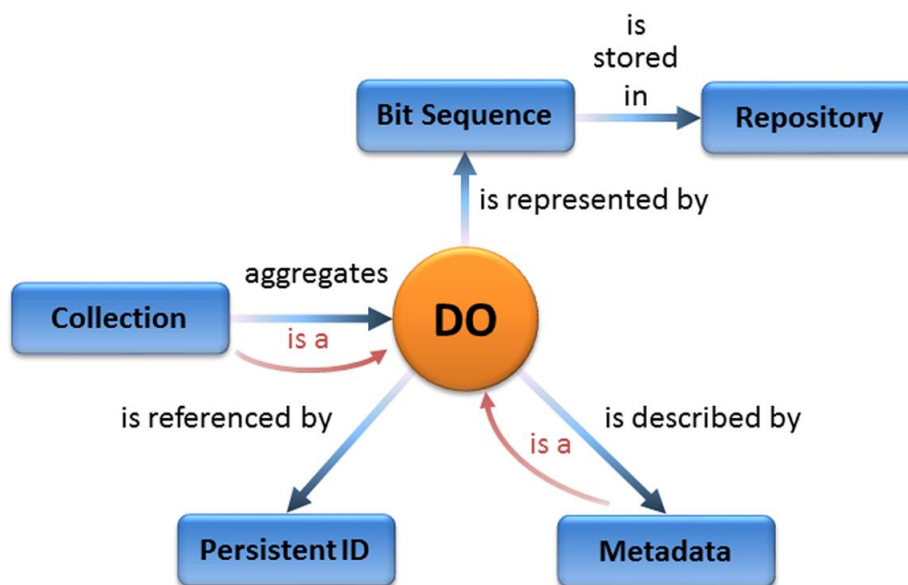 is
stored
in
Bit Sequence
Repository
is represented by
aggregates
Collection
DO
is a
is referenced by
is described by
is a
Persistent ID
Metadata